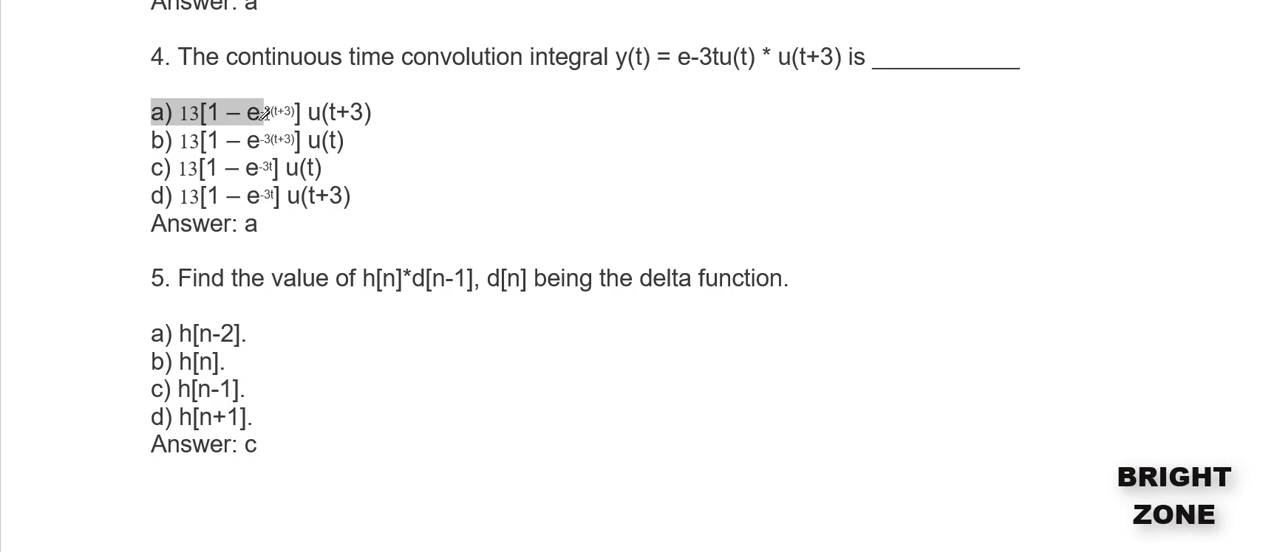 Answer: a
4. The continuous time convolution integral y(t) = e-3tu(t) * u(t+3) is ___________
a) 13[1 – e-3(t+3)] u(t+3)
b) 13[1 – e-3(t+3)] u(t)
c) 13[1 – e-3t] u(t)
d) 13[1 – e-3t] u(t+3)
Answer: a
5. Find the value of h[n]*d[n-1], d[n] being the delta function.
a) h[n-2].
b) h[n].
c) h[n-1].
d) h[n+1].
Answer: c
BRIGHT
ZONE